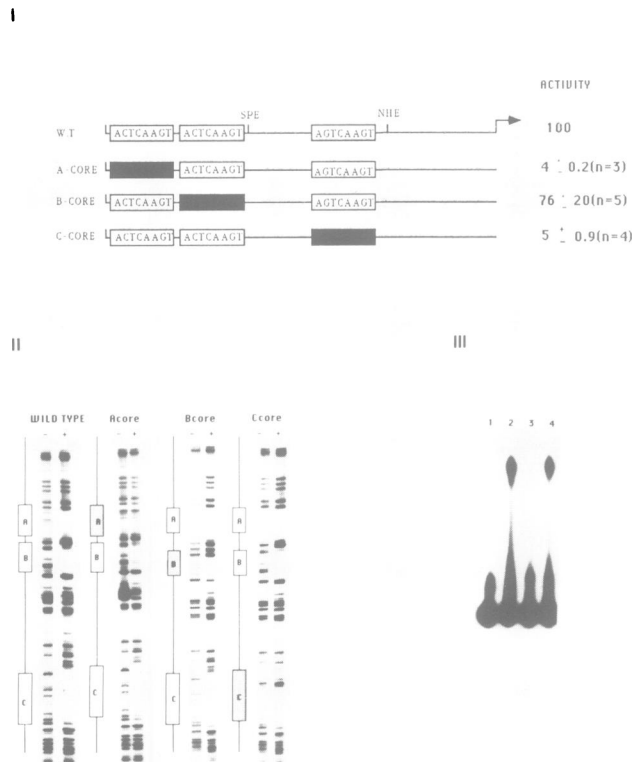 I
ACTIVITY
SPE NHE
W.T ACTCAAGT ACTCAAGT AGTCAAGT 100
A-CORE ACTCAAGT AGTCAAGT 4 ± 0.2(n=3)
B-CORE ACTCAAGT AGTCAAGT 76 ± 20(n=5)
C-CORE ACTCAAGT ACTCAAGT 5 ± 0.9(n=4)
II III
WILD TYPE Acore Bcore Ccore
- + - + - + - +
1 2 3 4
A A A A
B B B B
C C C C